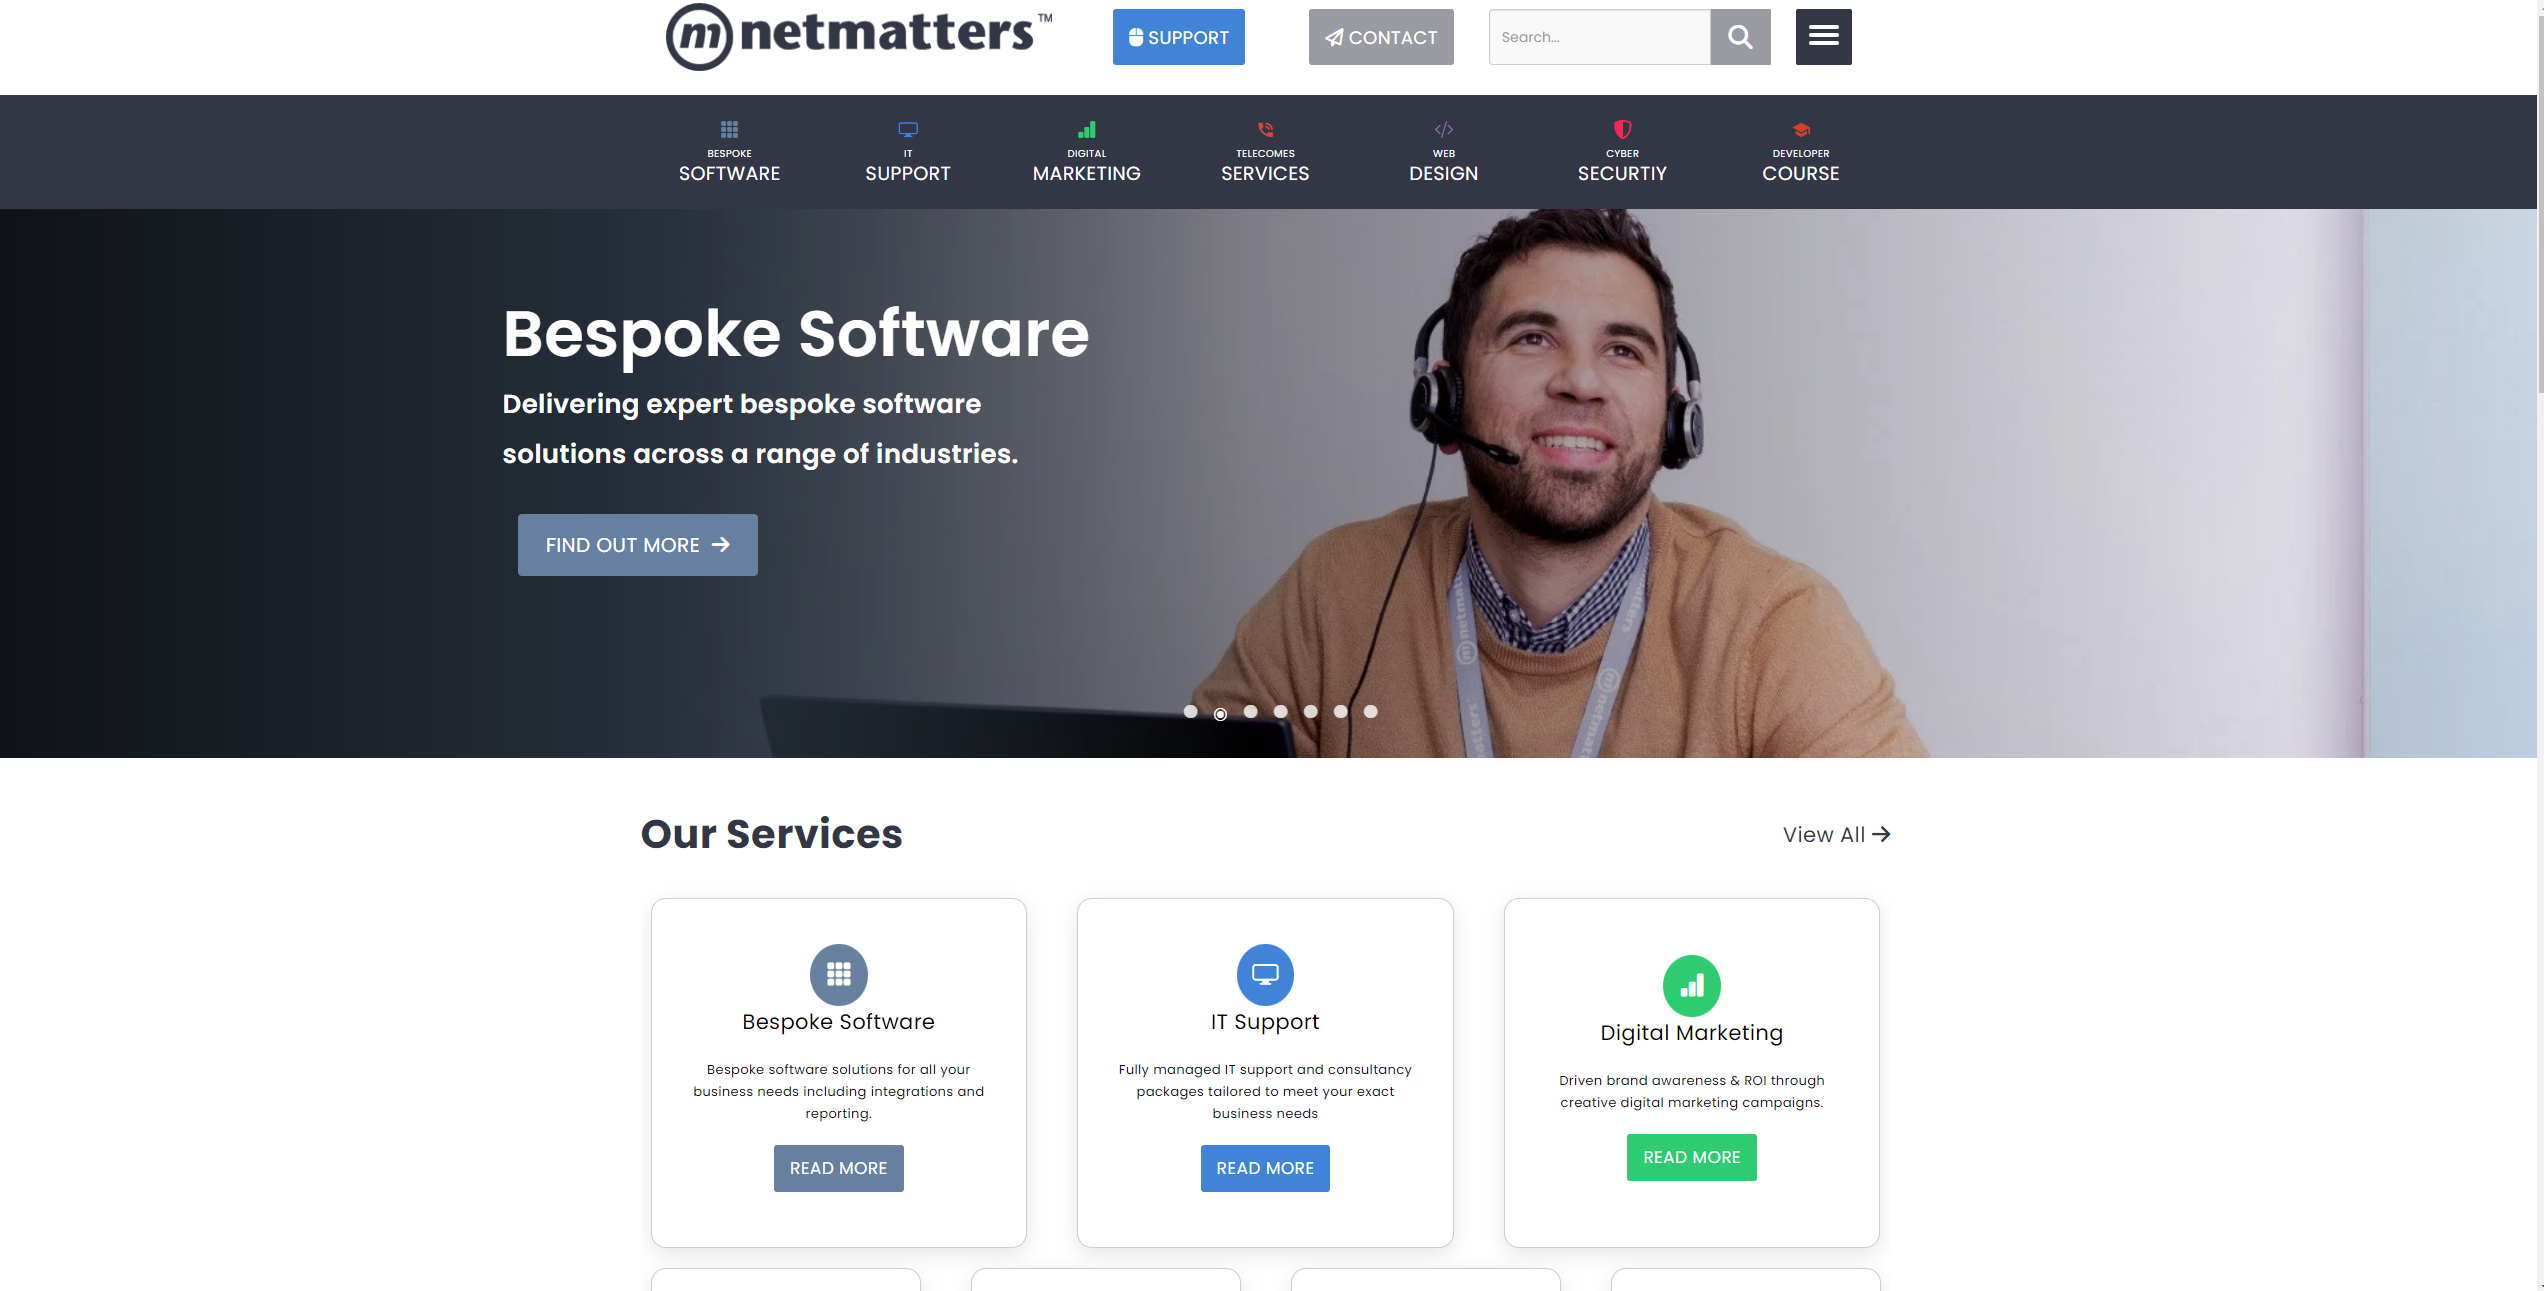 m netmatters™
SUPPORT
CONTACT
Search...
BESPOKE
SOFTWARE
IT
SUPPORT
DIGITAL
MARKETING
TELECOMES
SERVICES
WEB
DESIGN
CYBER
SECURTIY
DEVELOPER
COURSE
Bespoke Software
Delivering expert bespoke software
solutions across a range of industries.
FIND OUT MORE
netmat
atters
netmat
atters
Our Services
View All
Bespoke Software
Bespoke software solutions for all your
business needs including integrations and
reporting.
READ MORE
IT Support
Fully managed IT support and consultancy
packages tailored to meet your exact
business needs
READ MORE
Digital Marketing
Driven brand awareness & ROI through
creative digital marketing campaigns.
READ MORE